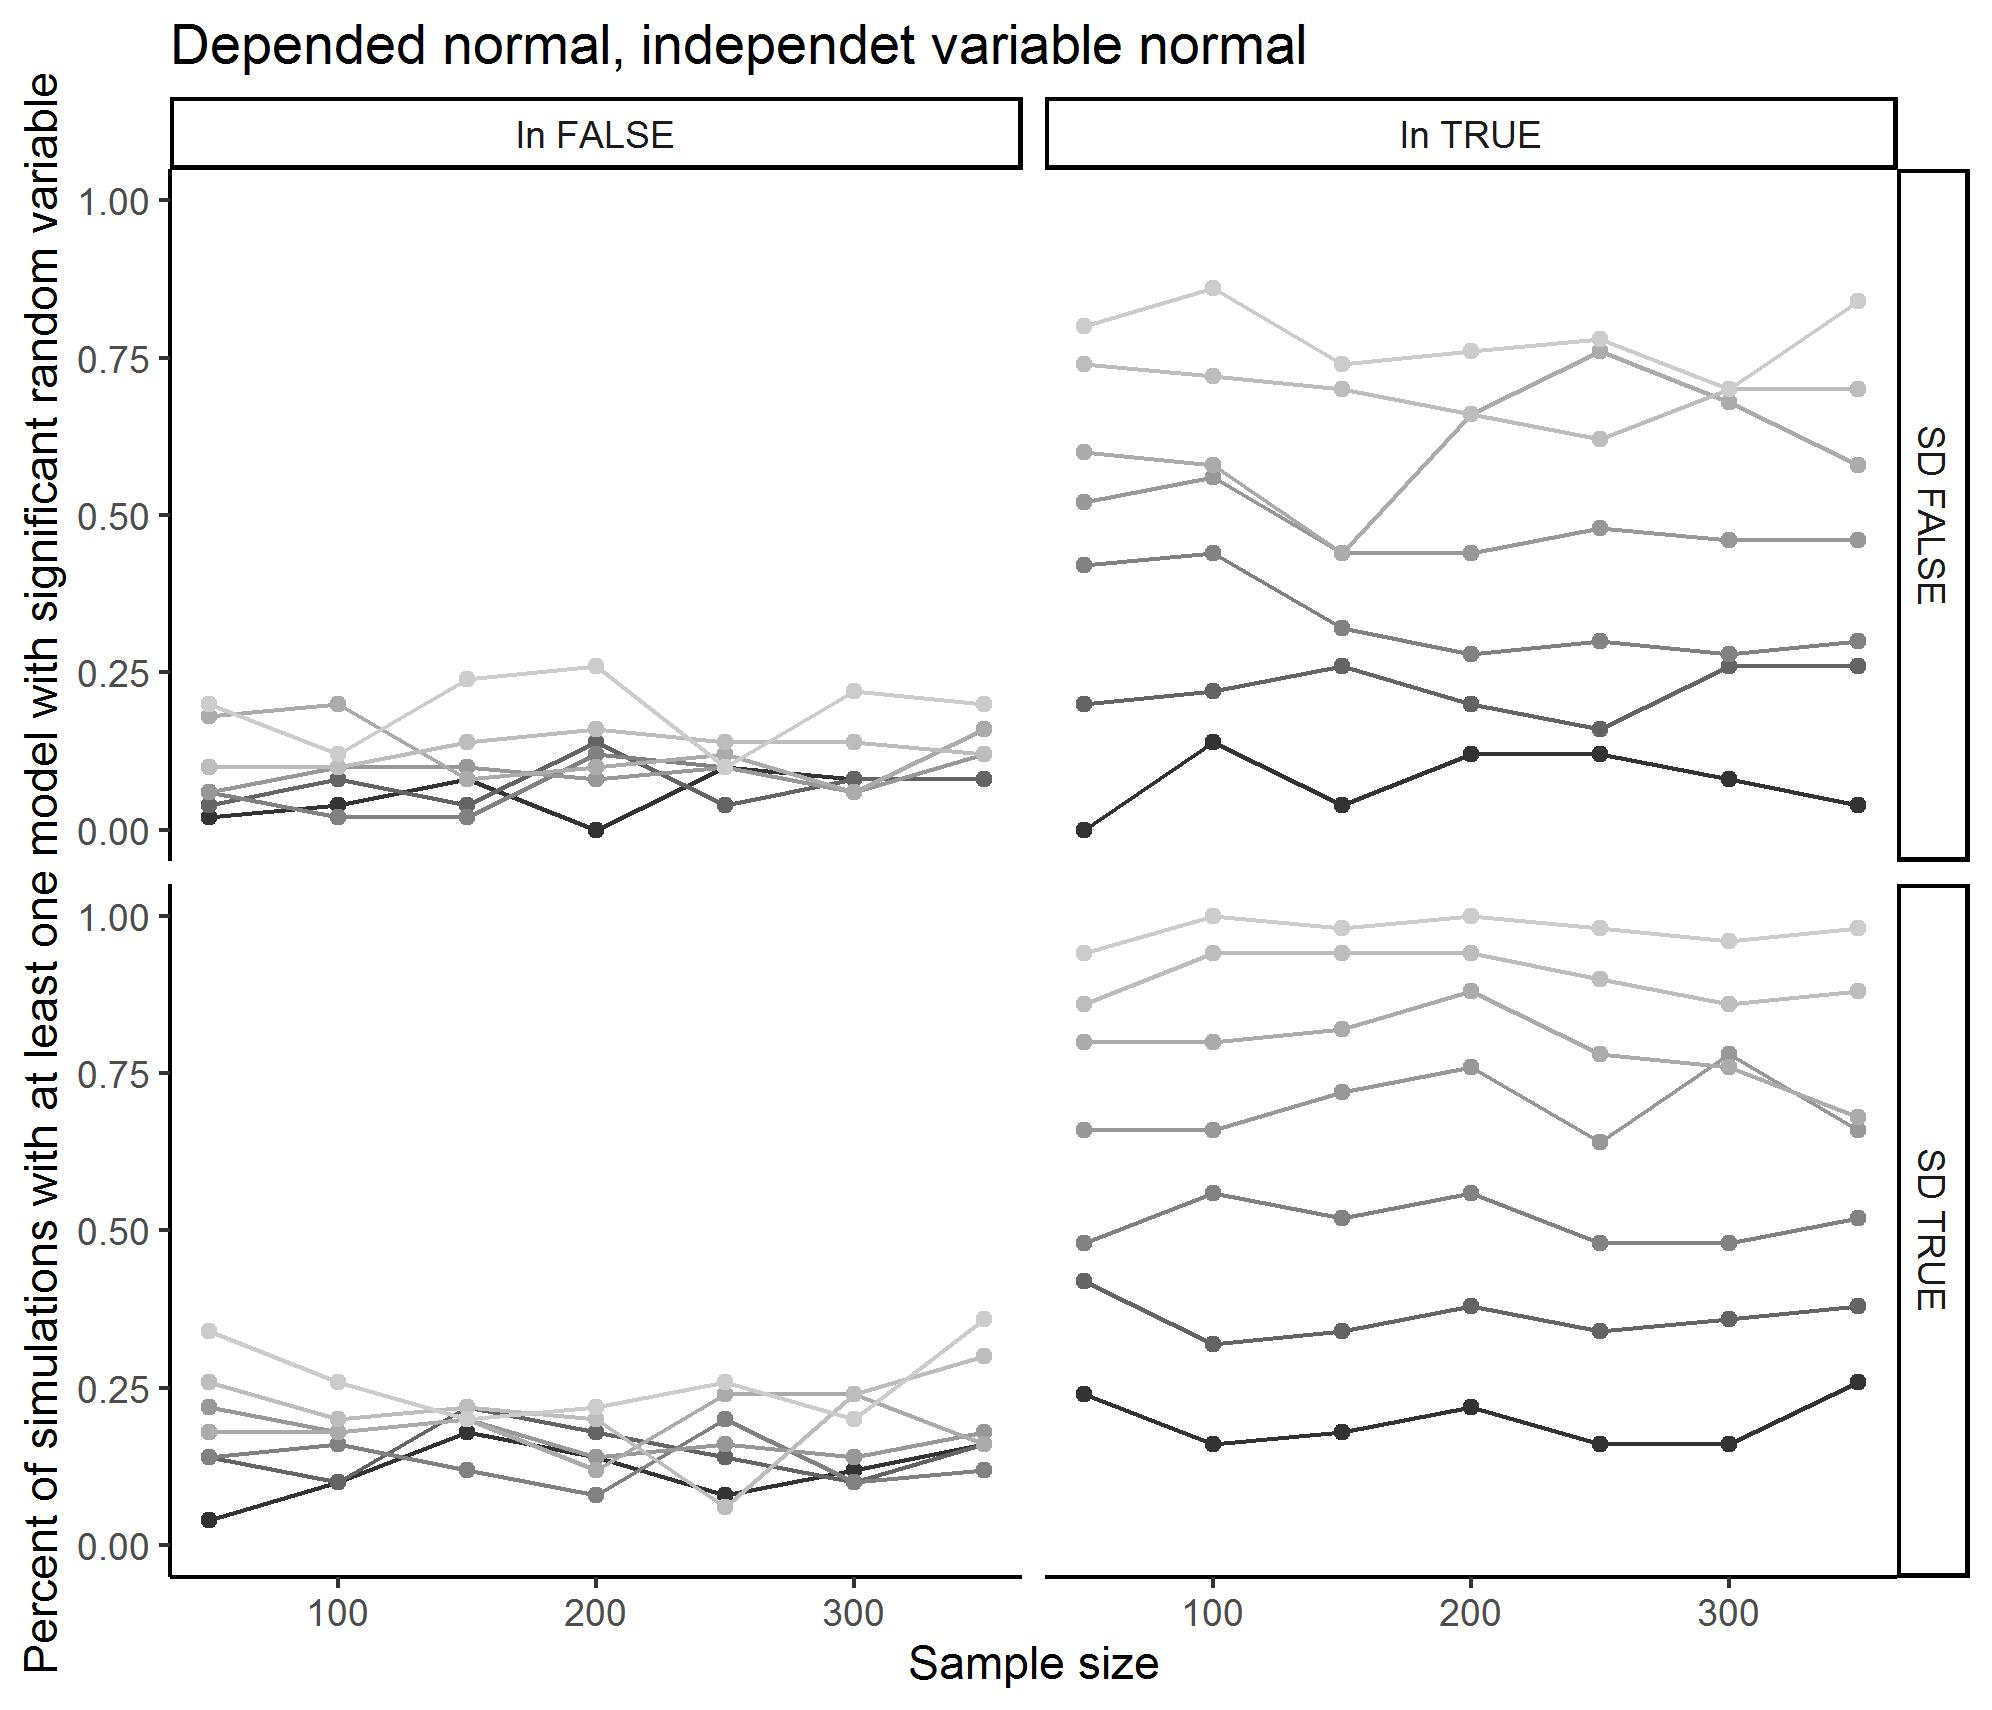 Depended normal, independet variable normal
In FALSE
In TRUE
Percent of simulations with at least one model with significant random variable
1.00
0.75
0.50
0.25
0.00
SD FALSE
1.00
0.75
0.50
0.25
0.00
SD TRUE
100 200 300
100 200 300
Sample size